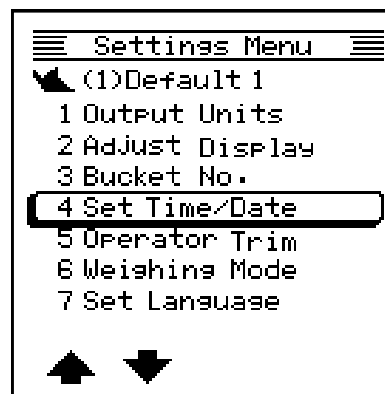 Settings Menu
(1)Default 1
1 Output Units
2 Adjust Display
3 Bucket No.
4 Set Time/Date
5 Operator Trim
6 Weighing Mode
7 Set Language